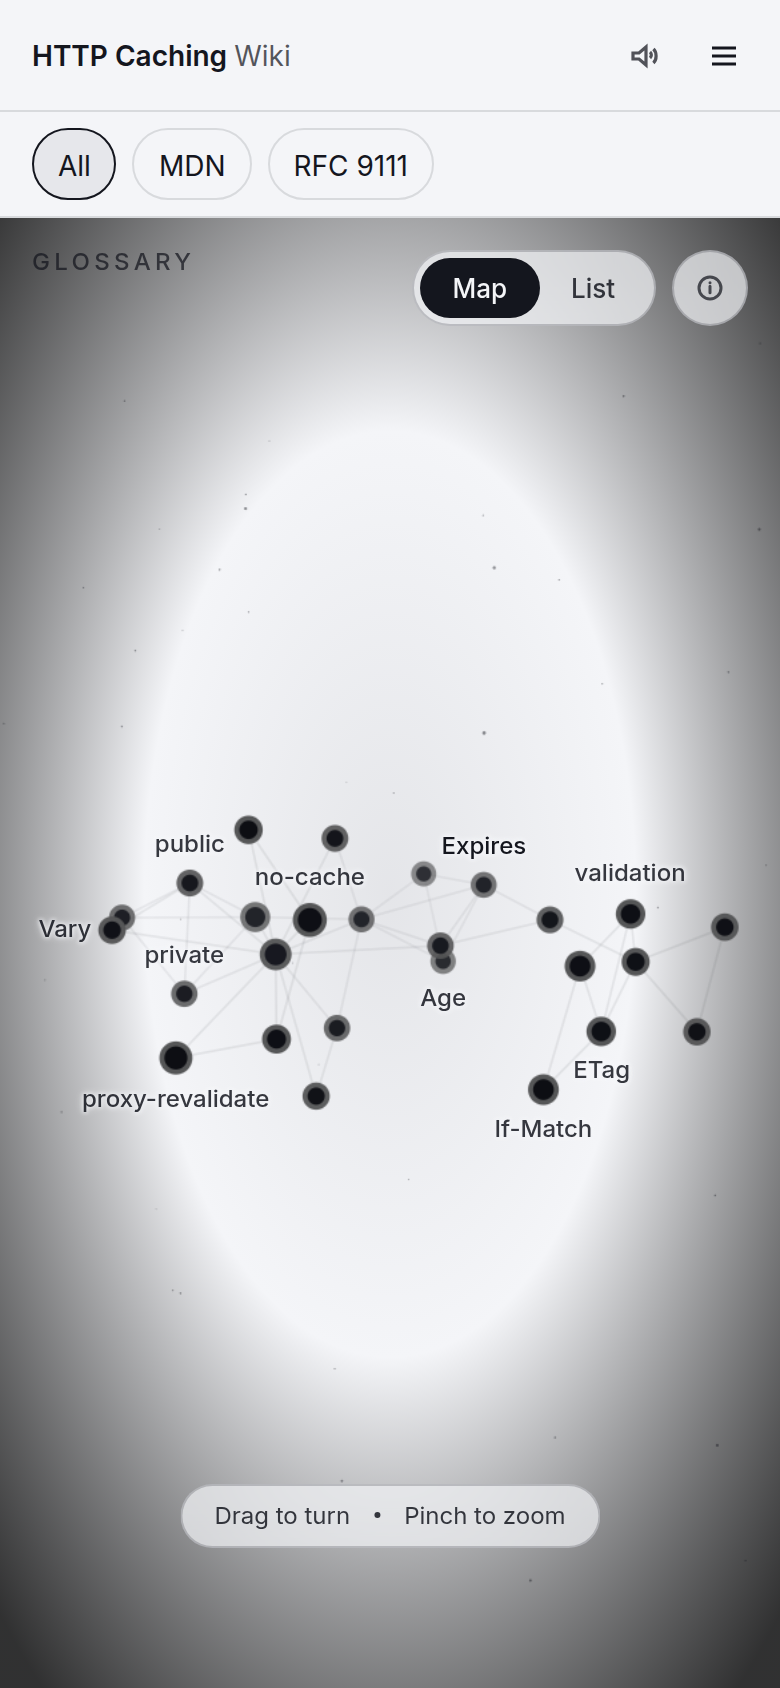 HTTP Caching Wiki
All
MDN
RFC 9111
GLOSSARY
Map
List
public
Expires
no-cache
validation
Vary
private
Age
ETag
proxy-revalidate
If-Match
Drag to turn • Pinch to zoom